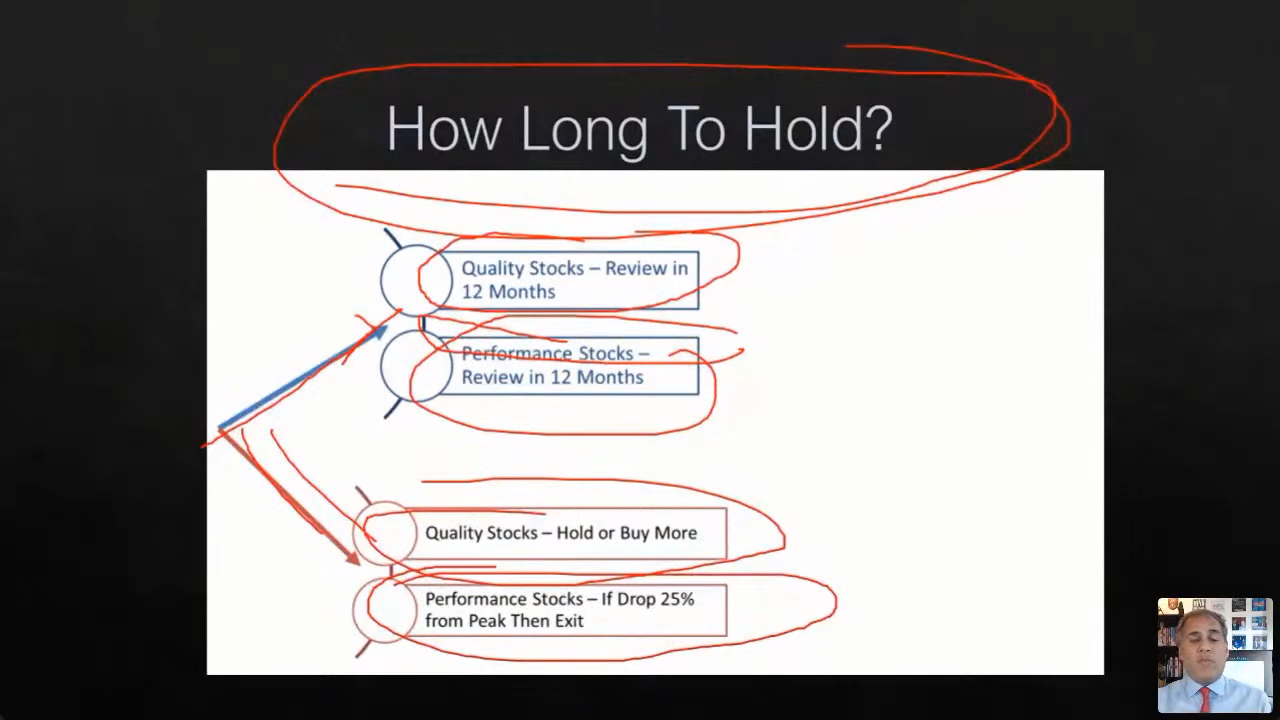 How Long To Hold?
Quality Stocks – Review in
12 Months
Performance Stocks –
Review in 12 Months
Quality Stocks – Hold or Buy More
Performance Stocks – If Drop 25%
from Peak Then Exit